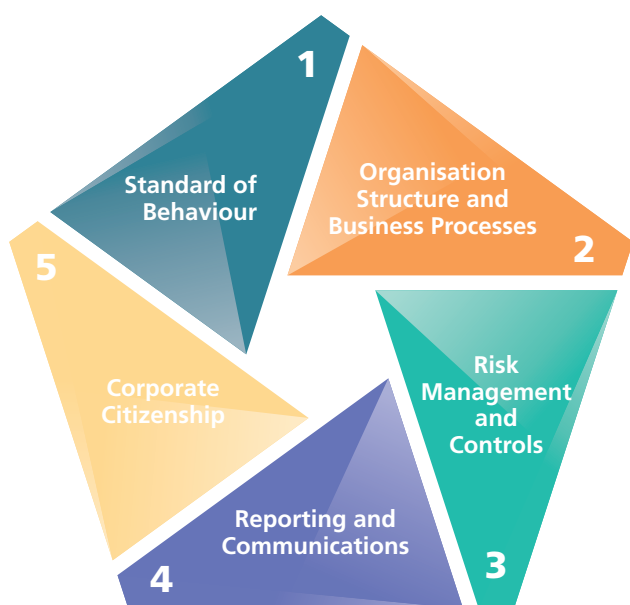 1
Standard of
Behaviour
Organisation
Structure and
Business Processes
2
Risk
Management
and
Controls
3
Reporting and
Communications
4
5
Corporate
Citizenship